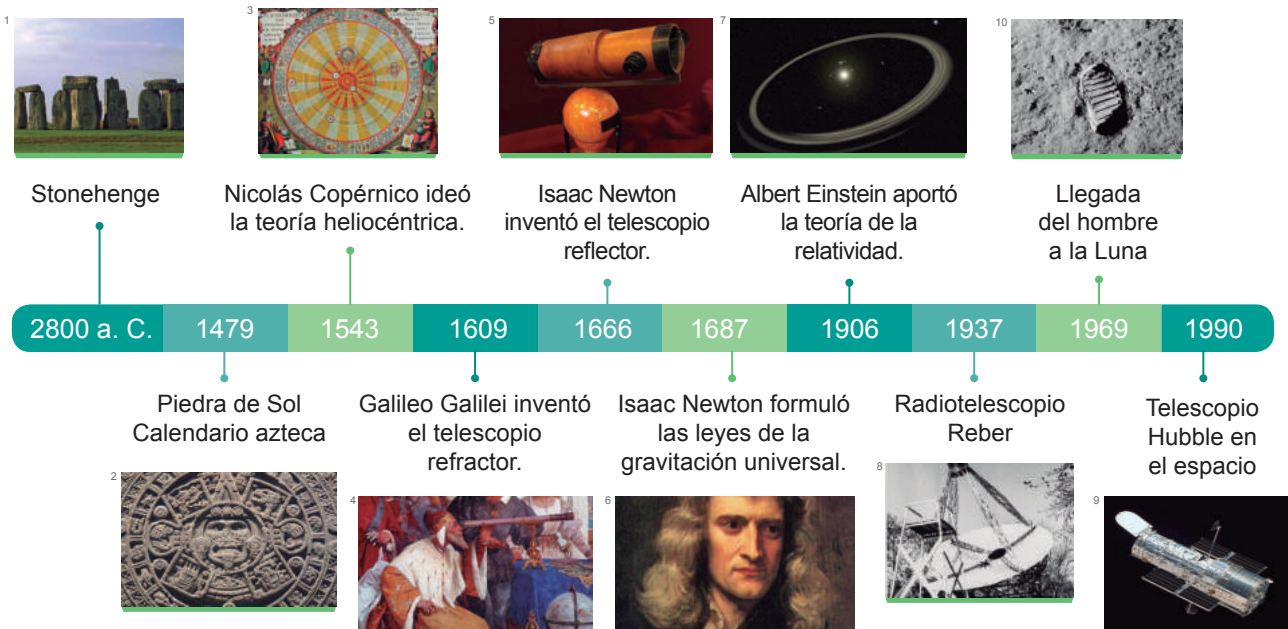 1
3
5
7
10
Stonehenge
Nicolás Copérnico ideó
la teoría heliocéntrica.
Isaac Newton
inventó el telescopio
reflector.
Albert Einstein aportó
la teoría de la
relatividad.
Llegada
del hombre
a la Luna
2800 a. C.
1479
1543
1609
1666
1687
1906
1937
1969
1990
Piedra de Sol
Calendario azteca
Galileo Galilei inventó
el telescopio
refractor.
Isaac Newton formuló
las leyes de la
gravitación universal.
Radiotelescopio
Reber
Telescopio
Hubble en
el espacio
2
4
6
8
9